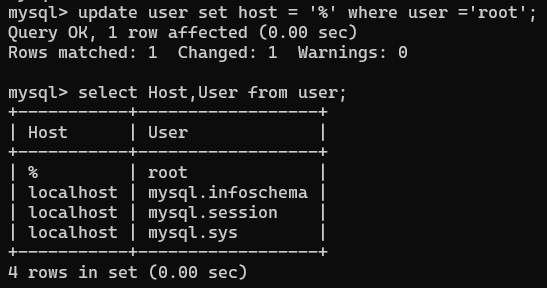 mysql> update user set host = '%' where user ='root';
Query OK, 1 row affected (0.00 sec)
Rows matched: 1  Changed: 1  Warnings: 0

mysql> select Host,User from user;
+-----------+------------------+
| Host      | User             |
+-----------+------------------+
| %         | root             |
| localhost | mysql.infoschema |
| localhost | mysql.session    |
| localhost | mysql.sys        |
+-----------+------------------+
4 rows in set (0.00 sec)